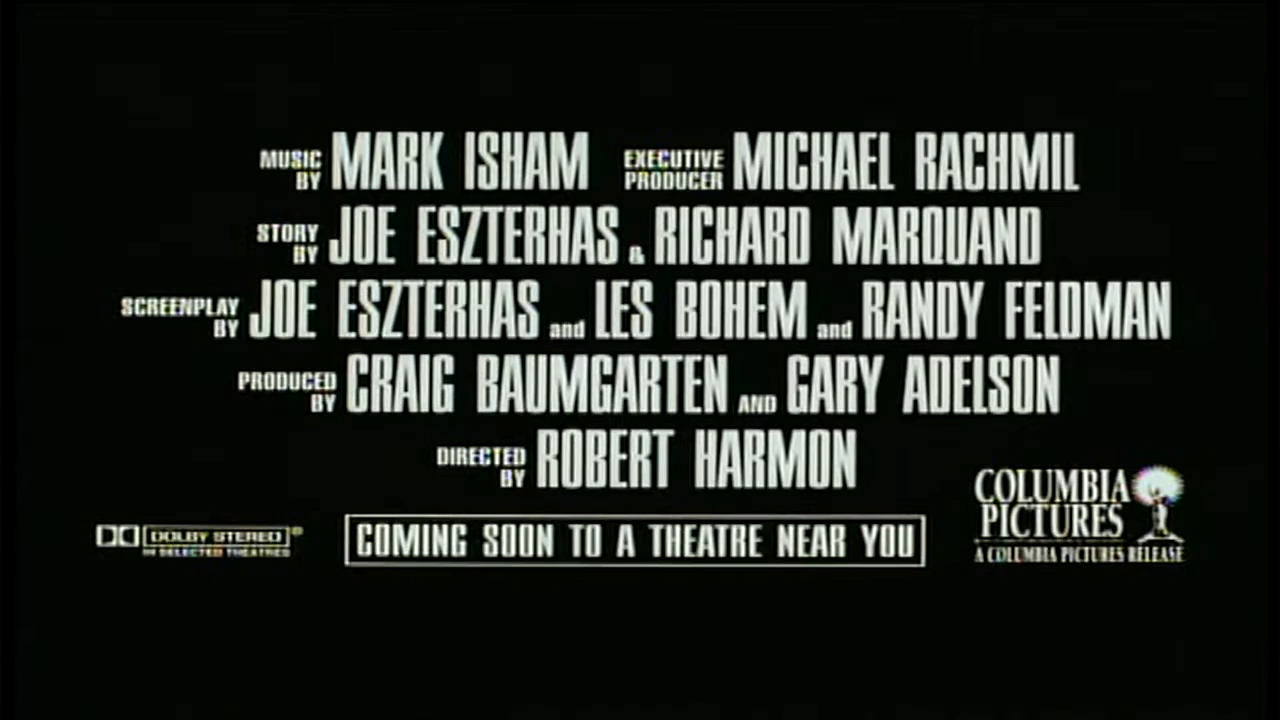 MUSIC BY MARK ISHAM EXECUTIVE PRODUCER MICHAEL RACHMIL
STORY BY JOE ESZTERHAS & RICHARD MARQUAND
SCREENPLAY BY JOE ESZTERHAS and LES BOHEM and RANDY FELDMAN
PRODUCED BY CRAIG BAUMGARTEN AND GARY ADELSON
DIRECTED BY ROBERT HARMON
DOLBY STEREO®
IN SELECTED THEATRES
COMING SOON TO A THEATRE NEAR YOU
COLUMBIA
PICTURES
A COLUMBIA PICTURES RELEASE